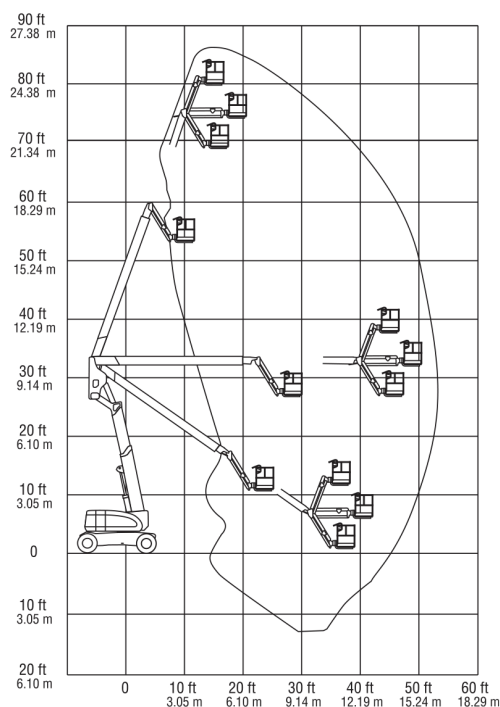 90 ft
27.38 m
80 ft
24.38 m
70 ft
21.34 m
60 ft
18.29 m
50 ft
15.24 m
40 ft
12.19 m
30 ft
9.14 m
20 ft
6.10 m
10 ft
3.05 m
0
10 ft
3.05 m
20 ft
6.10 m
0 10 ft 20 ft 30 ft 40 ft 50 ft 60 ft
3.05 m 6.10 m 9.14 m 12.19 m 15.24 m 18.29 m